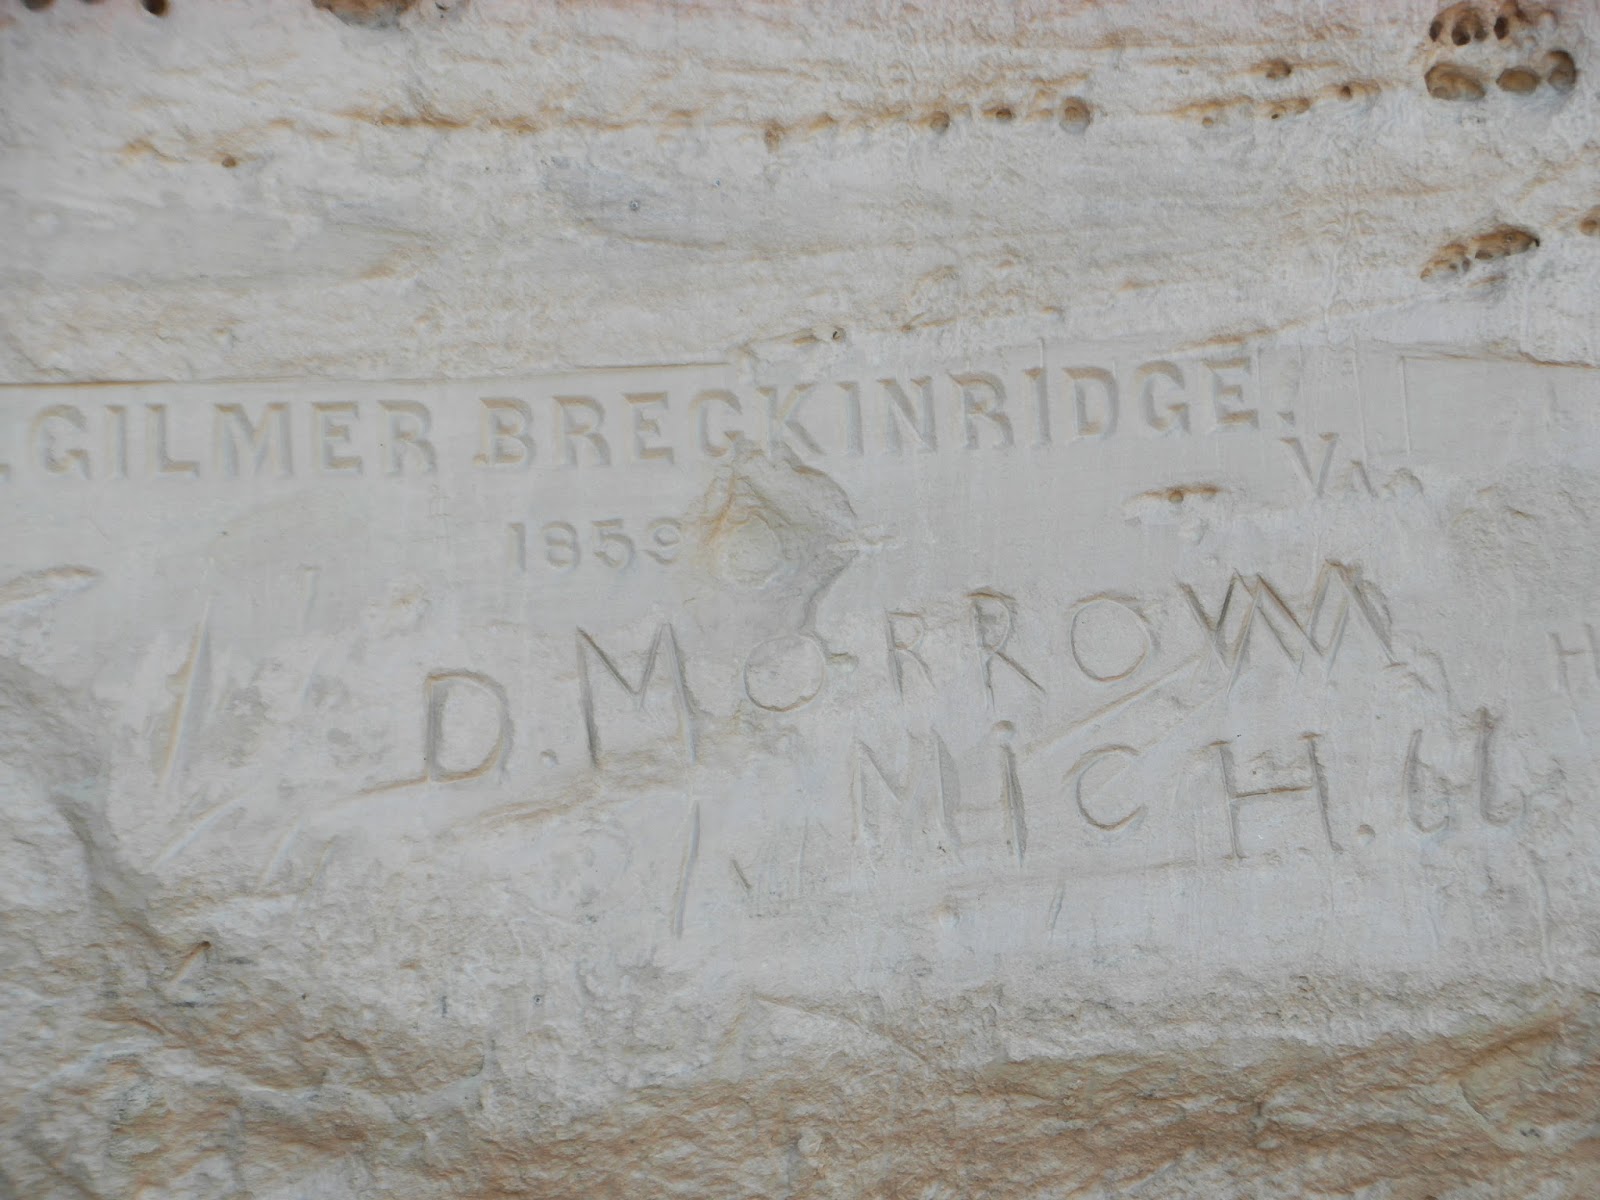 .GILMER BRECKINRIDGE.
Va.
1859
D. MORROW
MiCH.
H